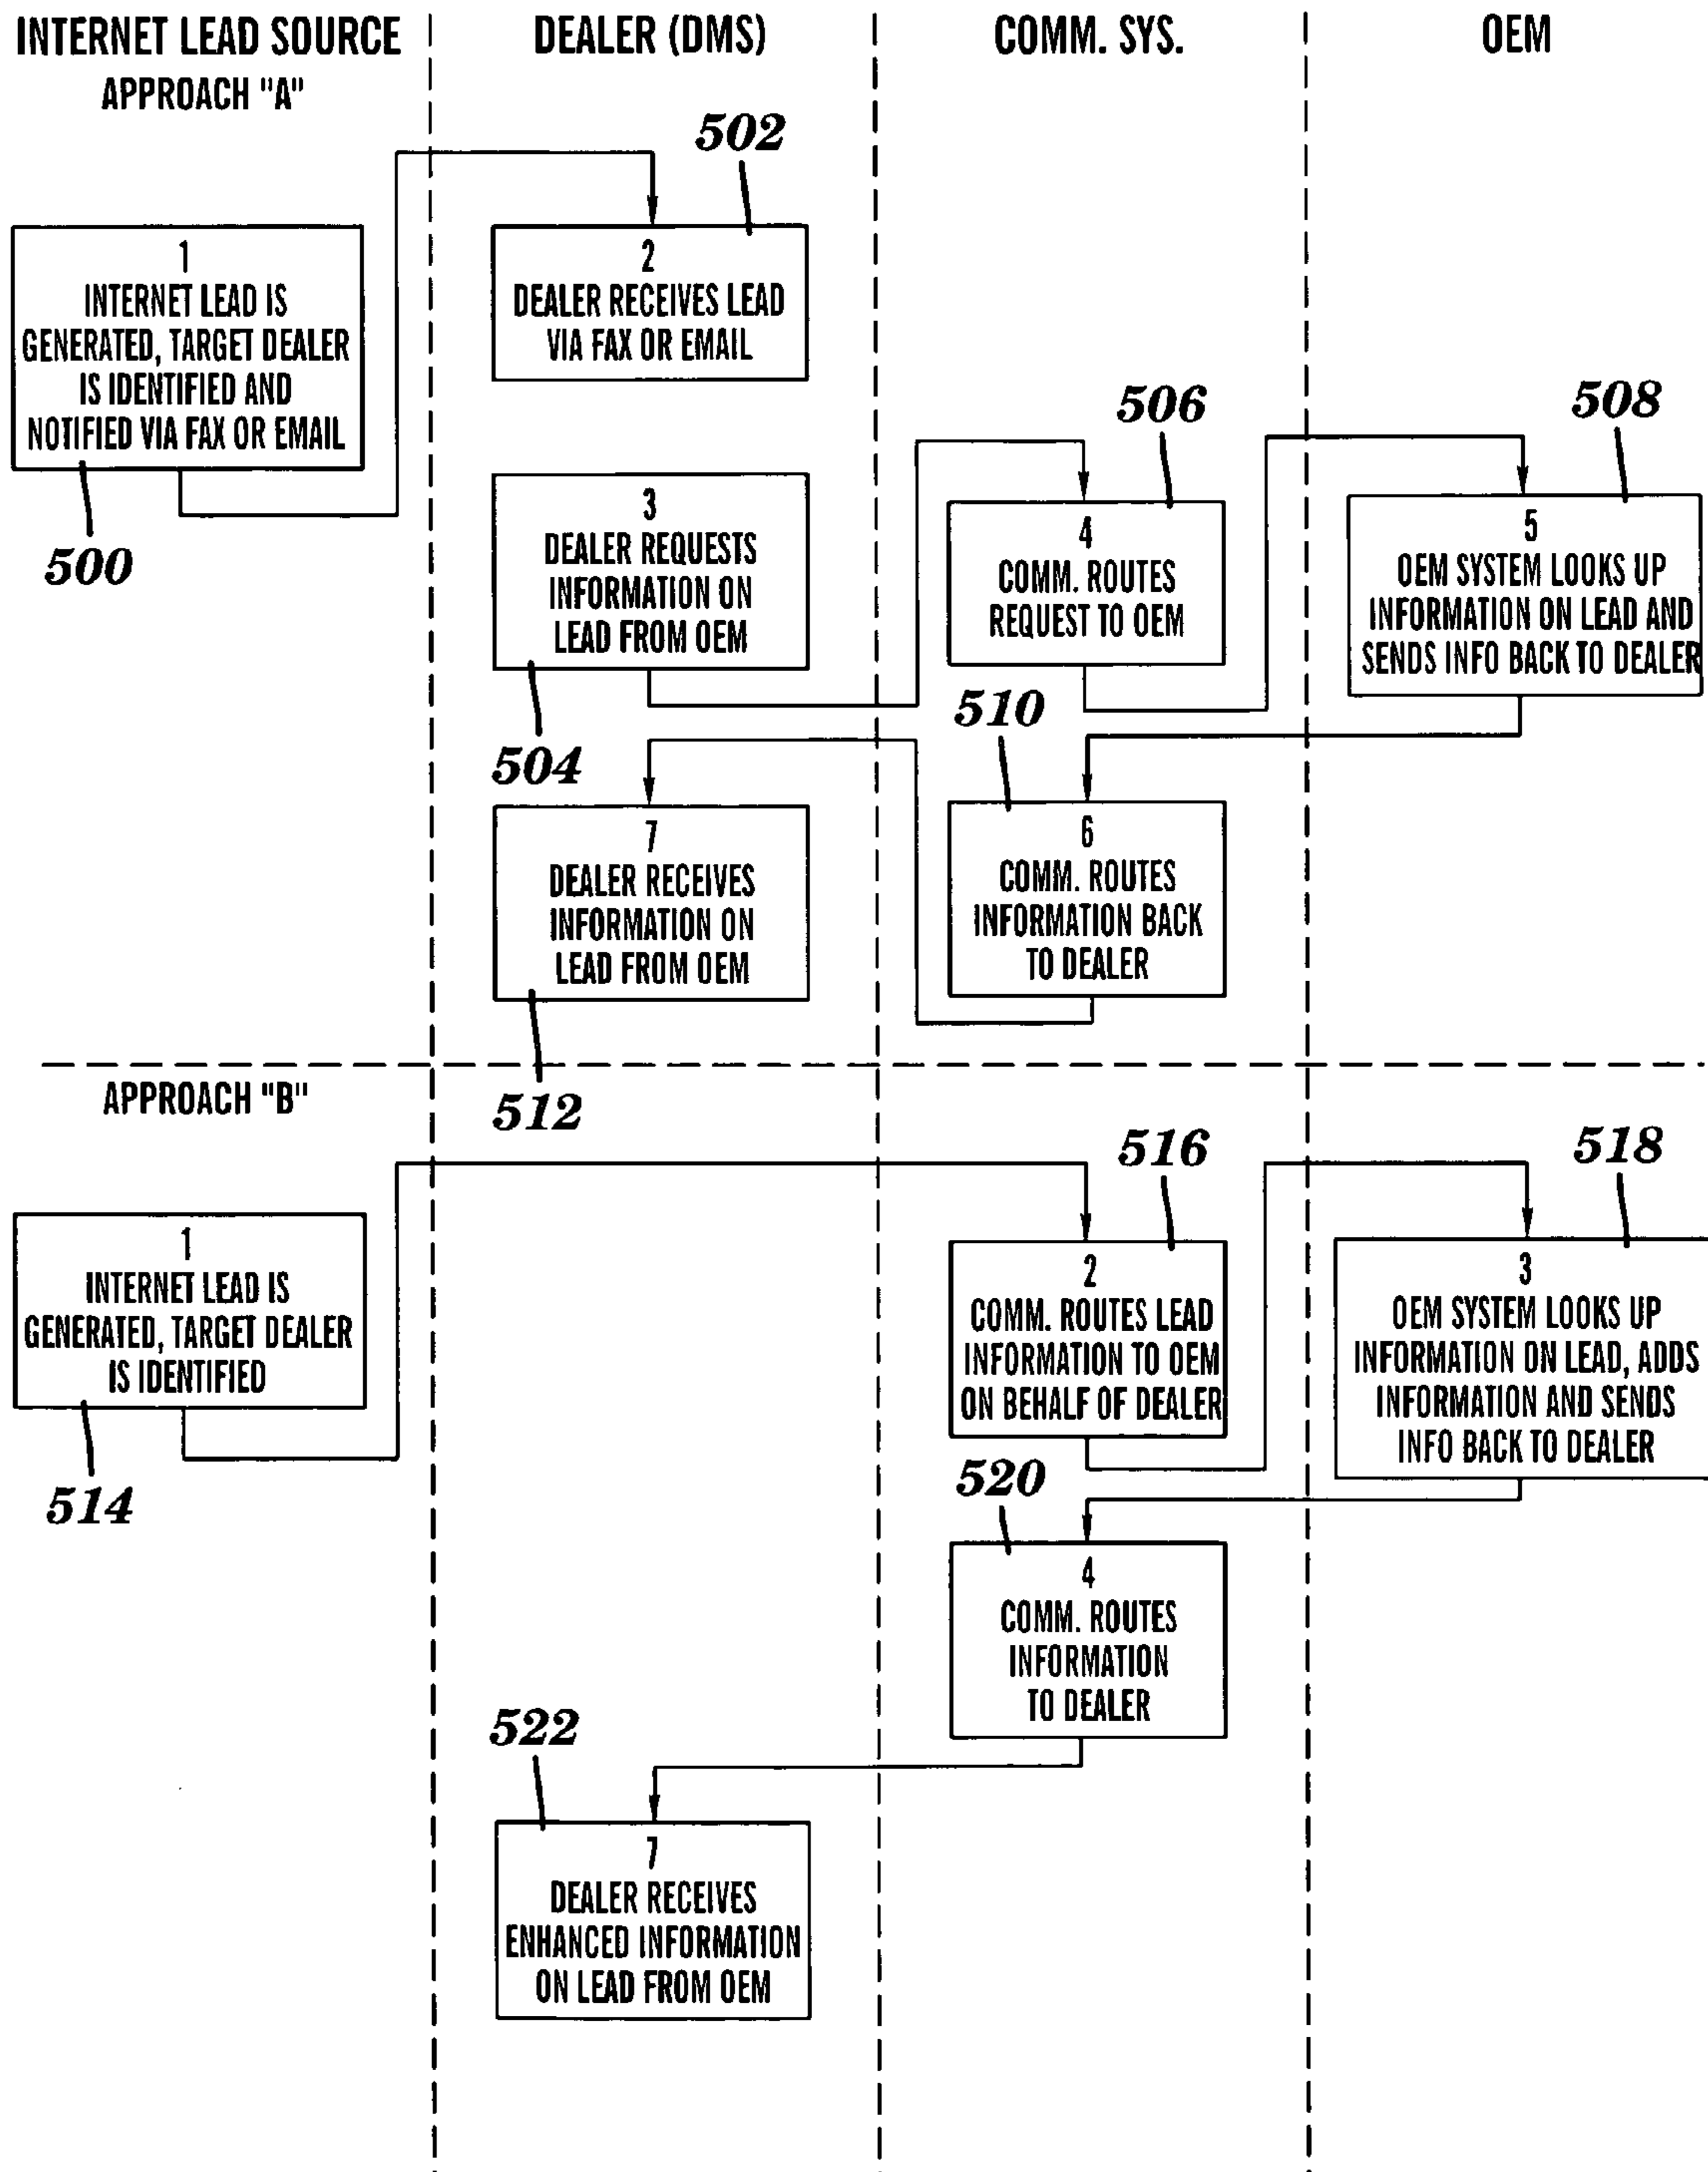 INTERNET LEAD SOURCE
APPROACH "A"
DEALER (DMS)
COMM. SYS.
OEM
502
1
INTERNET LEAD IS
GENERATED, TARGET DEALER
IS IDENTIFIED AND
NOTIFIED VIA FAX OR EMAIL
500
2
DEALER RECEIVES LEAD
VIA FAX OR EMAIL
3
DEALER REQUESTS
INFORMATION ON
LEAD FROM OEM
504
506
4
COMM. ROUTES
REQUEST TO OEM
508
5
OEM SYSTEM LOOKS UP
INFORMATION ON LEAD AND
SENDS INFO BACK TO DEALER
510
6
COMM. ROUTES
INFORMATION BACK
TO DEALER
7
DEALER RECEIVES
INFORMATION ON
LEAD FROM OEM
512
APPROACH "B"
1
INTERNET LEAD IS
GENERATED, TARGET DEALER
IS IDENTIFIED
514
516
2
COMM. ROUTES LEAD
INFORMATION TO OEM
ON BEHALF OF DEALER
518
3
OEM SYSTEM LOOKS UP
INFORMATION ON LEAD, ADDS
INFORMATION AND SENDS
INFO BACK TO DEALER
520
4
COMM. ROUTES
INFORMATION
TO DEALER
522
7
DEALER RECEIVES
ENHANCED INFORMATION
ON LEAD FROM OEM